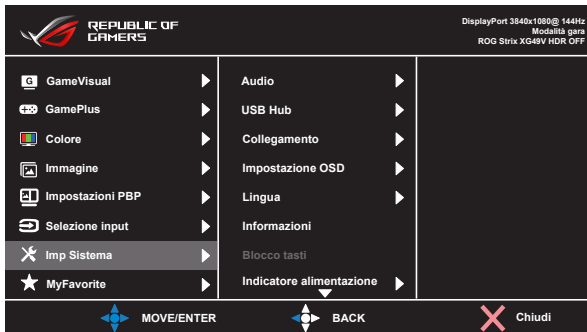 REPUBLIC OF
GAMERS
DisplayPort 3840x1080@ 144Hz
Modalità gara
ROG Strix XG49V HDR OFF
G GameVisual
GamePlus
Colore
Immagine
Impostazioni PBP
Selezione input
Imp Sistema
MyFavorite
Audio
USB Hub
Collegamento
Impostazione OSD
Lingua
Informazioni
Blocco tasti
Indicatore alimentazione
MOVE/ENTER
BACK
Chiudi